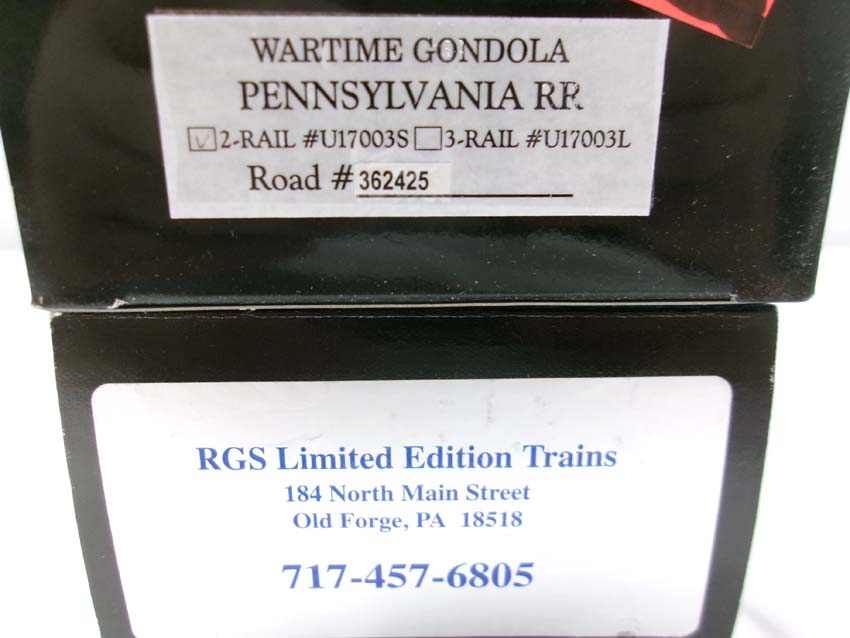 WARTIME GONDOLA
PENNSYLVANIA RR
2-RAIL #U17003S 3-RAIL #U17003L
Road # 362425
RGS Limited Edition Trains
184 North Main Street
Old Forge, PA 18518
717-457-6805